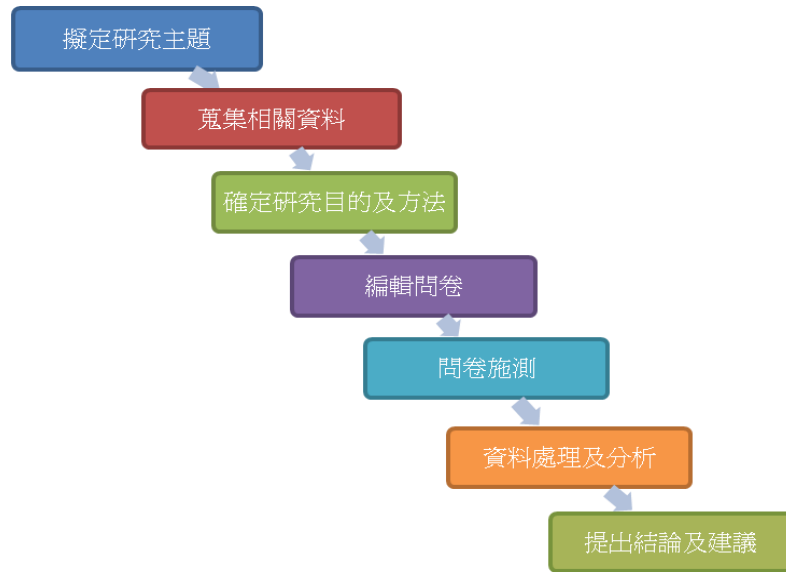 擬定研究主題
蒐集相關資料
確定研究目的及方法
編輯問卷
問卷施測
資料處理及分析
提出結論及建議